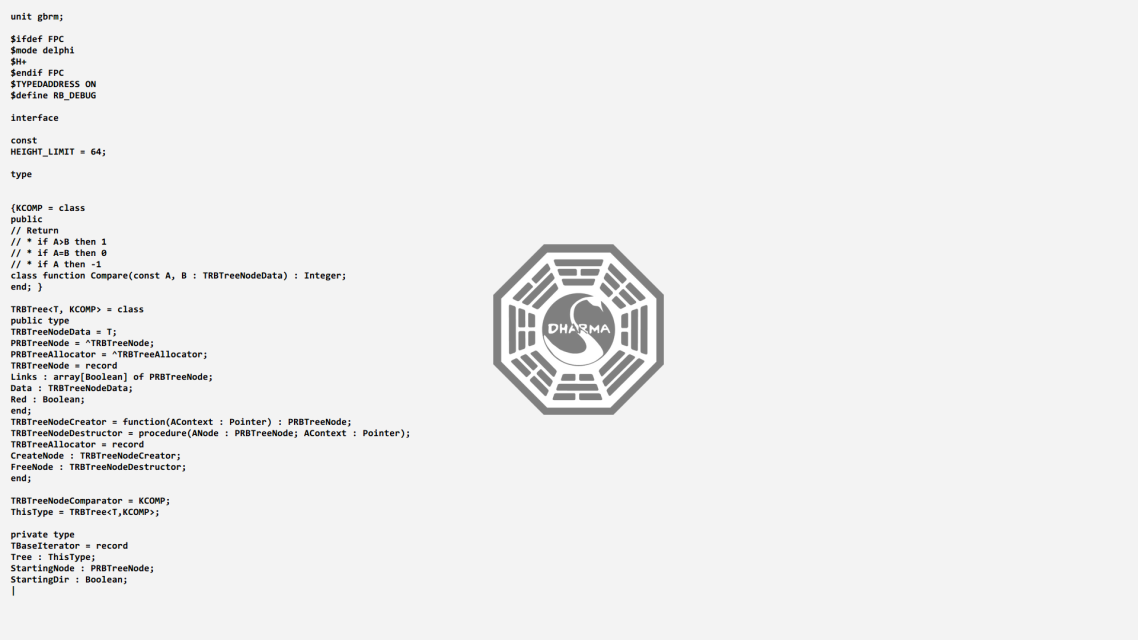 unit gbrm;
$ifdef FPC
$mode delphi
$H+
$endif FPC
$TYPEDADDRESS ON
$define RB_DEBUG
interface
const
HEIGHT_LIMIT = 64;
type
{KCOMP = class
public
// Return
// * if A>B then 1
// * if A=B then 0
// * if A then -1
class function Compare(const A, B : TRBTreeNodeData) : Integer;
end; }
TRBTree<T, KCOMP> = class
public type
TRBTreeNodeData = T;
PRBTreeNode = ^TRBTreeNode;
PRBTreeAllocator = ^TRBTreeAllocator;
TRBTreeNode = record
Links : array[Boolean] of PRBTreeNode;
Data : TRBTreeNodeData;
Red : Boolean;
end;
TRBTreeNodeCreator = function(AContext : Pointer) : PRBTreeNode;
TRBTreeNodeDestructor = procedure(ANode : PRBTreeNode; AContext : Pointer);
TRBTreeAllocator = record
CreateNode : TRBTreeNodeCreator;
FreeNode : TRBTreeNodeDestructor;
end;
TRBTreeNodeComparator = KCOMP;
ThisType = TRBTree<T,KCOMP>;
private type
TBaseIterator = record
Tree : ThisType;
StartingNode : PRBTreeNode;
StartingDir : Boolean;
DHARMA